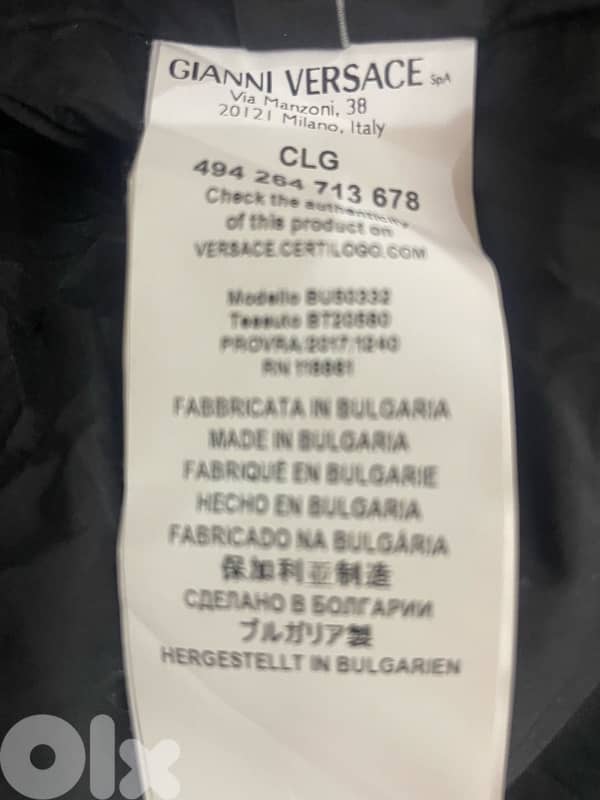 GIANNI VERSACE SpA
Via Manzoni, 38
20121 Milano, Italy
CLG
494 264 713 678
Check the authenticity
of this product on
VERSACE.CERTILOGO.COM
Modello BU50332
Tessuto
PROVRA/2017/1240
RN
FABBRICATA IN BULGARIA
MADE IN BULGARIA
FABRIQUÉ EN BULGARIE
HECHO EN BULGARIA
FABRICADO NA BULGÁRIA
保加利亚制造
СДЕЛАНО В БОЛГАРИИ
ブルガリア製
HERGESTELLT IN BULGARIEN
olx